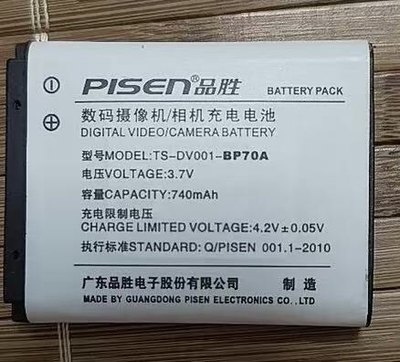 PISEN 品胜 BATTERY PACK
数码摄像机/相机充电电池
DIGITAL VIDEO/CAMERA BATTERY
型号MODEL: TS-DV001-BP70A
电压VOLTAGE: 3.7V
容量CAPACITY: 740mAh
充电限制电压
CHARGE LIMITED VOLTAGE: 4.2V±0.05V
执行标准STANDARD: Q/PISEN 001.1-2010
广东品胜电子股份有限公司 制造
MADE BY GUANGDONG PISEN ELECTRONICS CO., LTD.